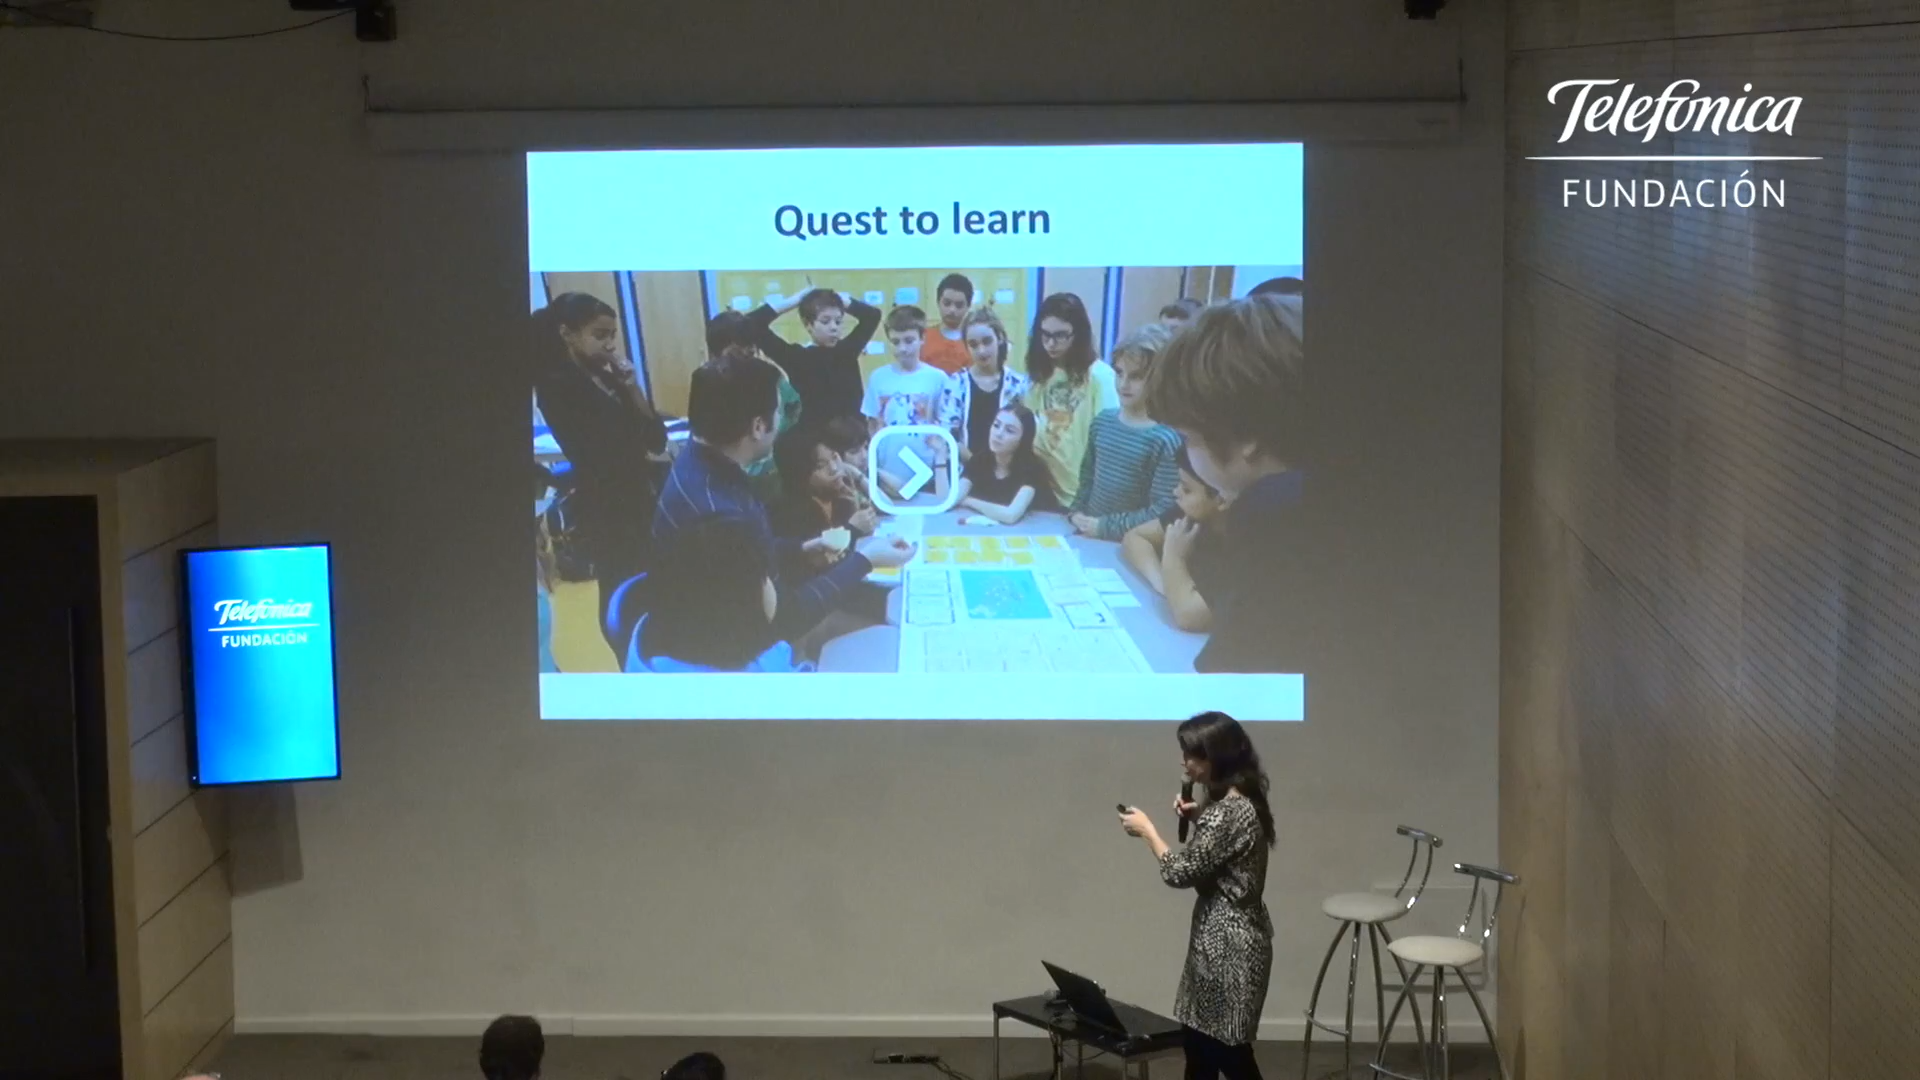 Telefónica
FUNDACIÓN
Quest to learn
Telefónica
FUNDACIÓN